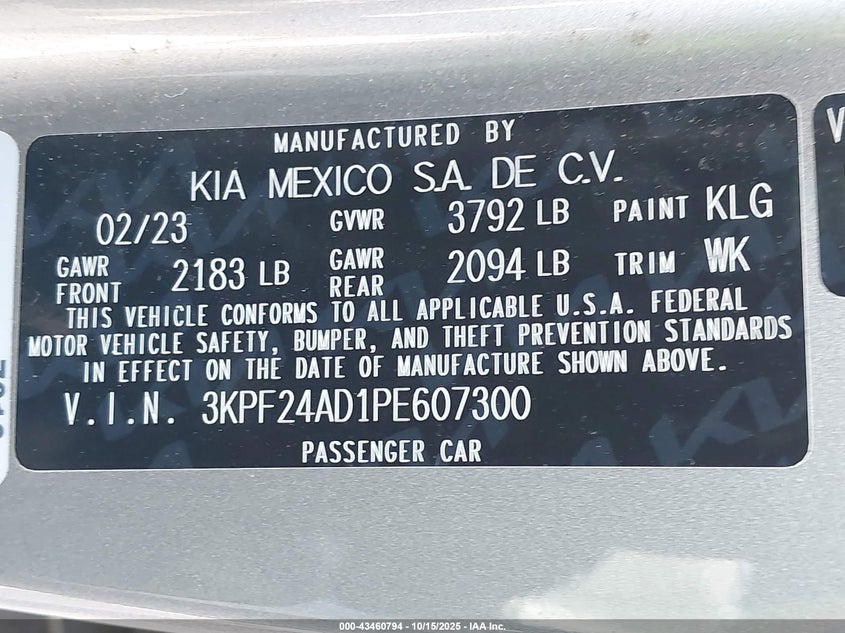 MANUFACTURED BY
KIA MEXICO S.A. DE C.V.
02/23 GVWR 3792 LB PAINT KLG
GAWR FRONT 2183 LB GAWR REAR 2094 LB TRIM WK
THIS VEHICLE CONFORMS TO ALL APPLICABLE U.S.A. FEDERAL
MOTOR VEHICLE SAFETY, BUMPER, AND THEFT PREVENTION STANDARDS
IN EFFECT ON THE DATE OF MANUFACTURE SHOWN ABOVE.
V.I.N. 3KPF24AD1PE607300
PASSENGER CAR
V
000-43460794 - 10/15/2025 - IAA Inc.